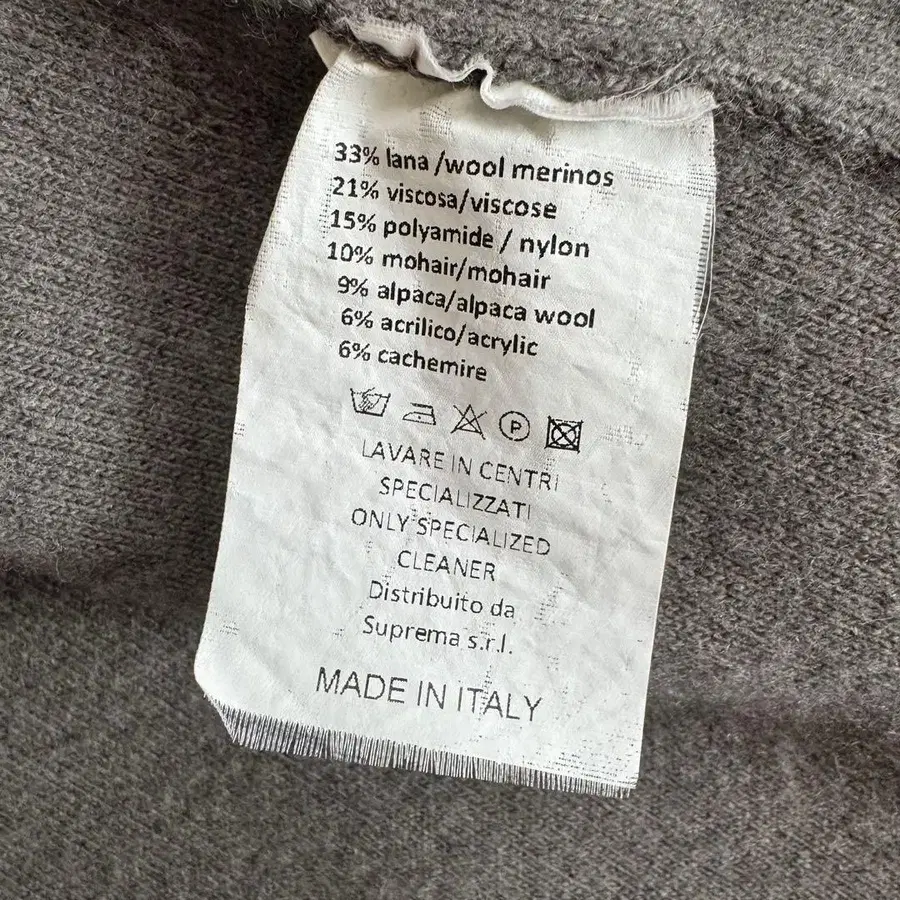 33% lana /wool merinos
21% viscosa/viscose
15% polyamide / nylon
10% mohair/mohair
9% alpaca/alpaca wool
6% acrilico/acrylic
6% cachemire
P
LAVARE IN CENTRI
SPECIALIZZATI
ONLY SPECIALIZED
CLEANER
Distribuito da
Suprema s.r.l.
MADE IN ITALY